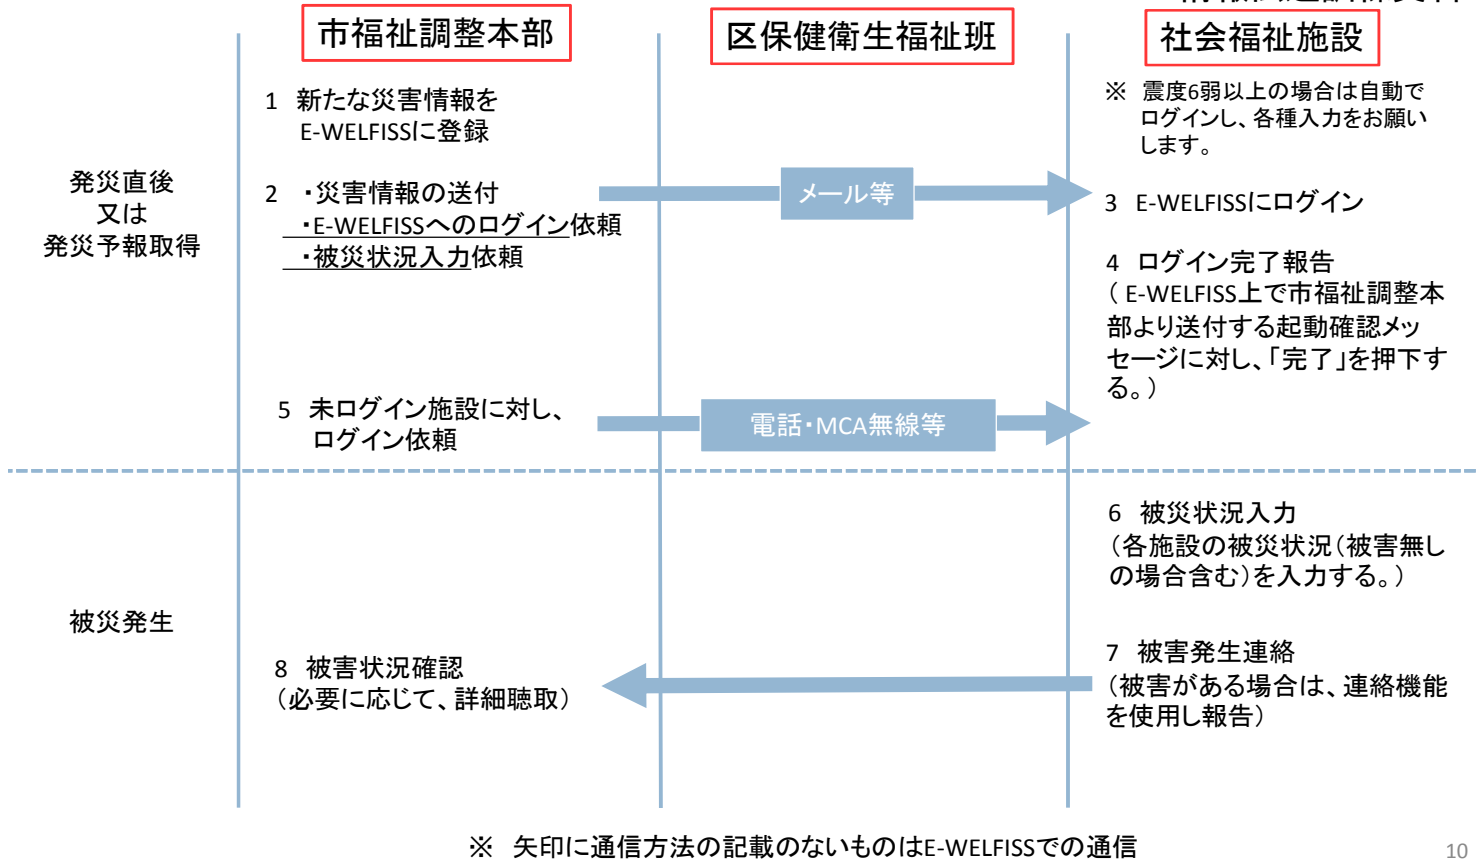 市福祉調整本部
区保健衛生福祉班
社会福祉施設
発災直後
又は
発災予報取得
1 新たな災害情報を
E-WELFISSに登録
2 ・災害情報の送付
・E-WELFISSへのログイン依頼
・被災状況入力依頼
メール等
※ 震度6弱以上の場合は自動で
ログインし、各種入力をお願い
します。
3 E-WELFISSにログイン
4 ログイン完了報告
（E-WELFISS上で市福祉調整本
部より送付する起動確認メッ
セージに対し、「完了」を押下す
る。）
5 未ログイン施設に対し、
ログイン依頼
電話・MCA無線等
被災発生
6 被災状況入力
（各施設の被災状況（被害無し
の場合含む）を入力する。）
7 被害発生連絡
（被害がある場合は、連絡機能
を使用し報告）
8 被害状況確認
（必要に応じて、詳細聴取）
※ 矢印に通信方法の記載のないものはE-WELFISSでの通信
10